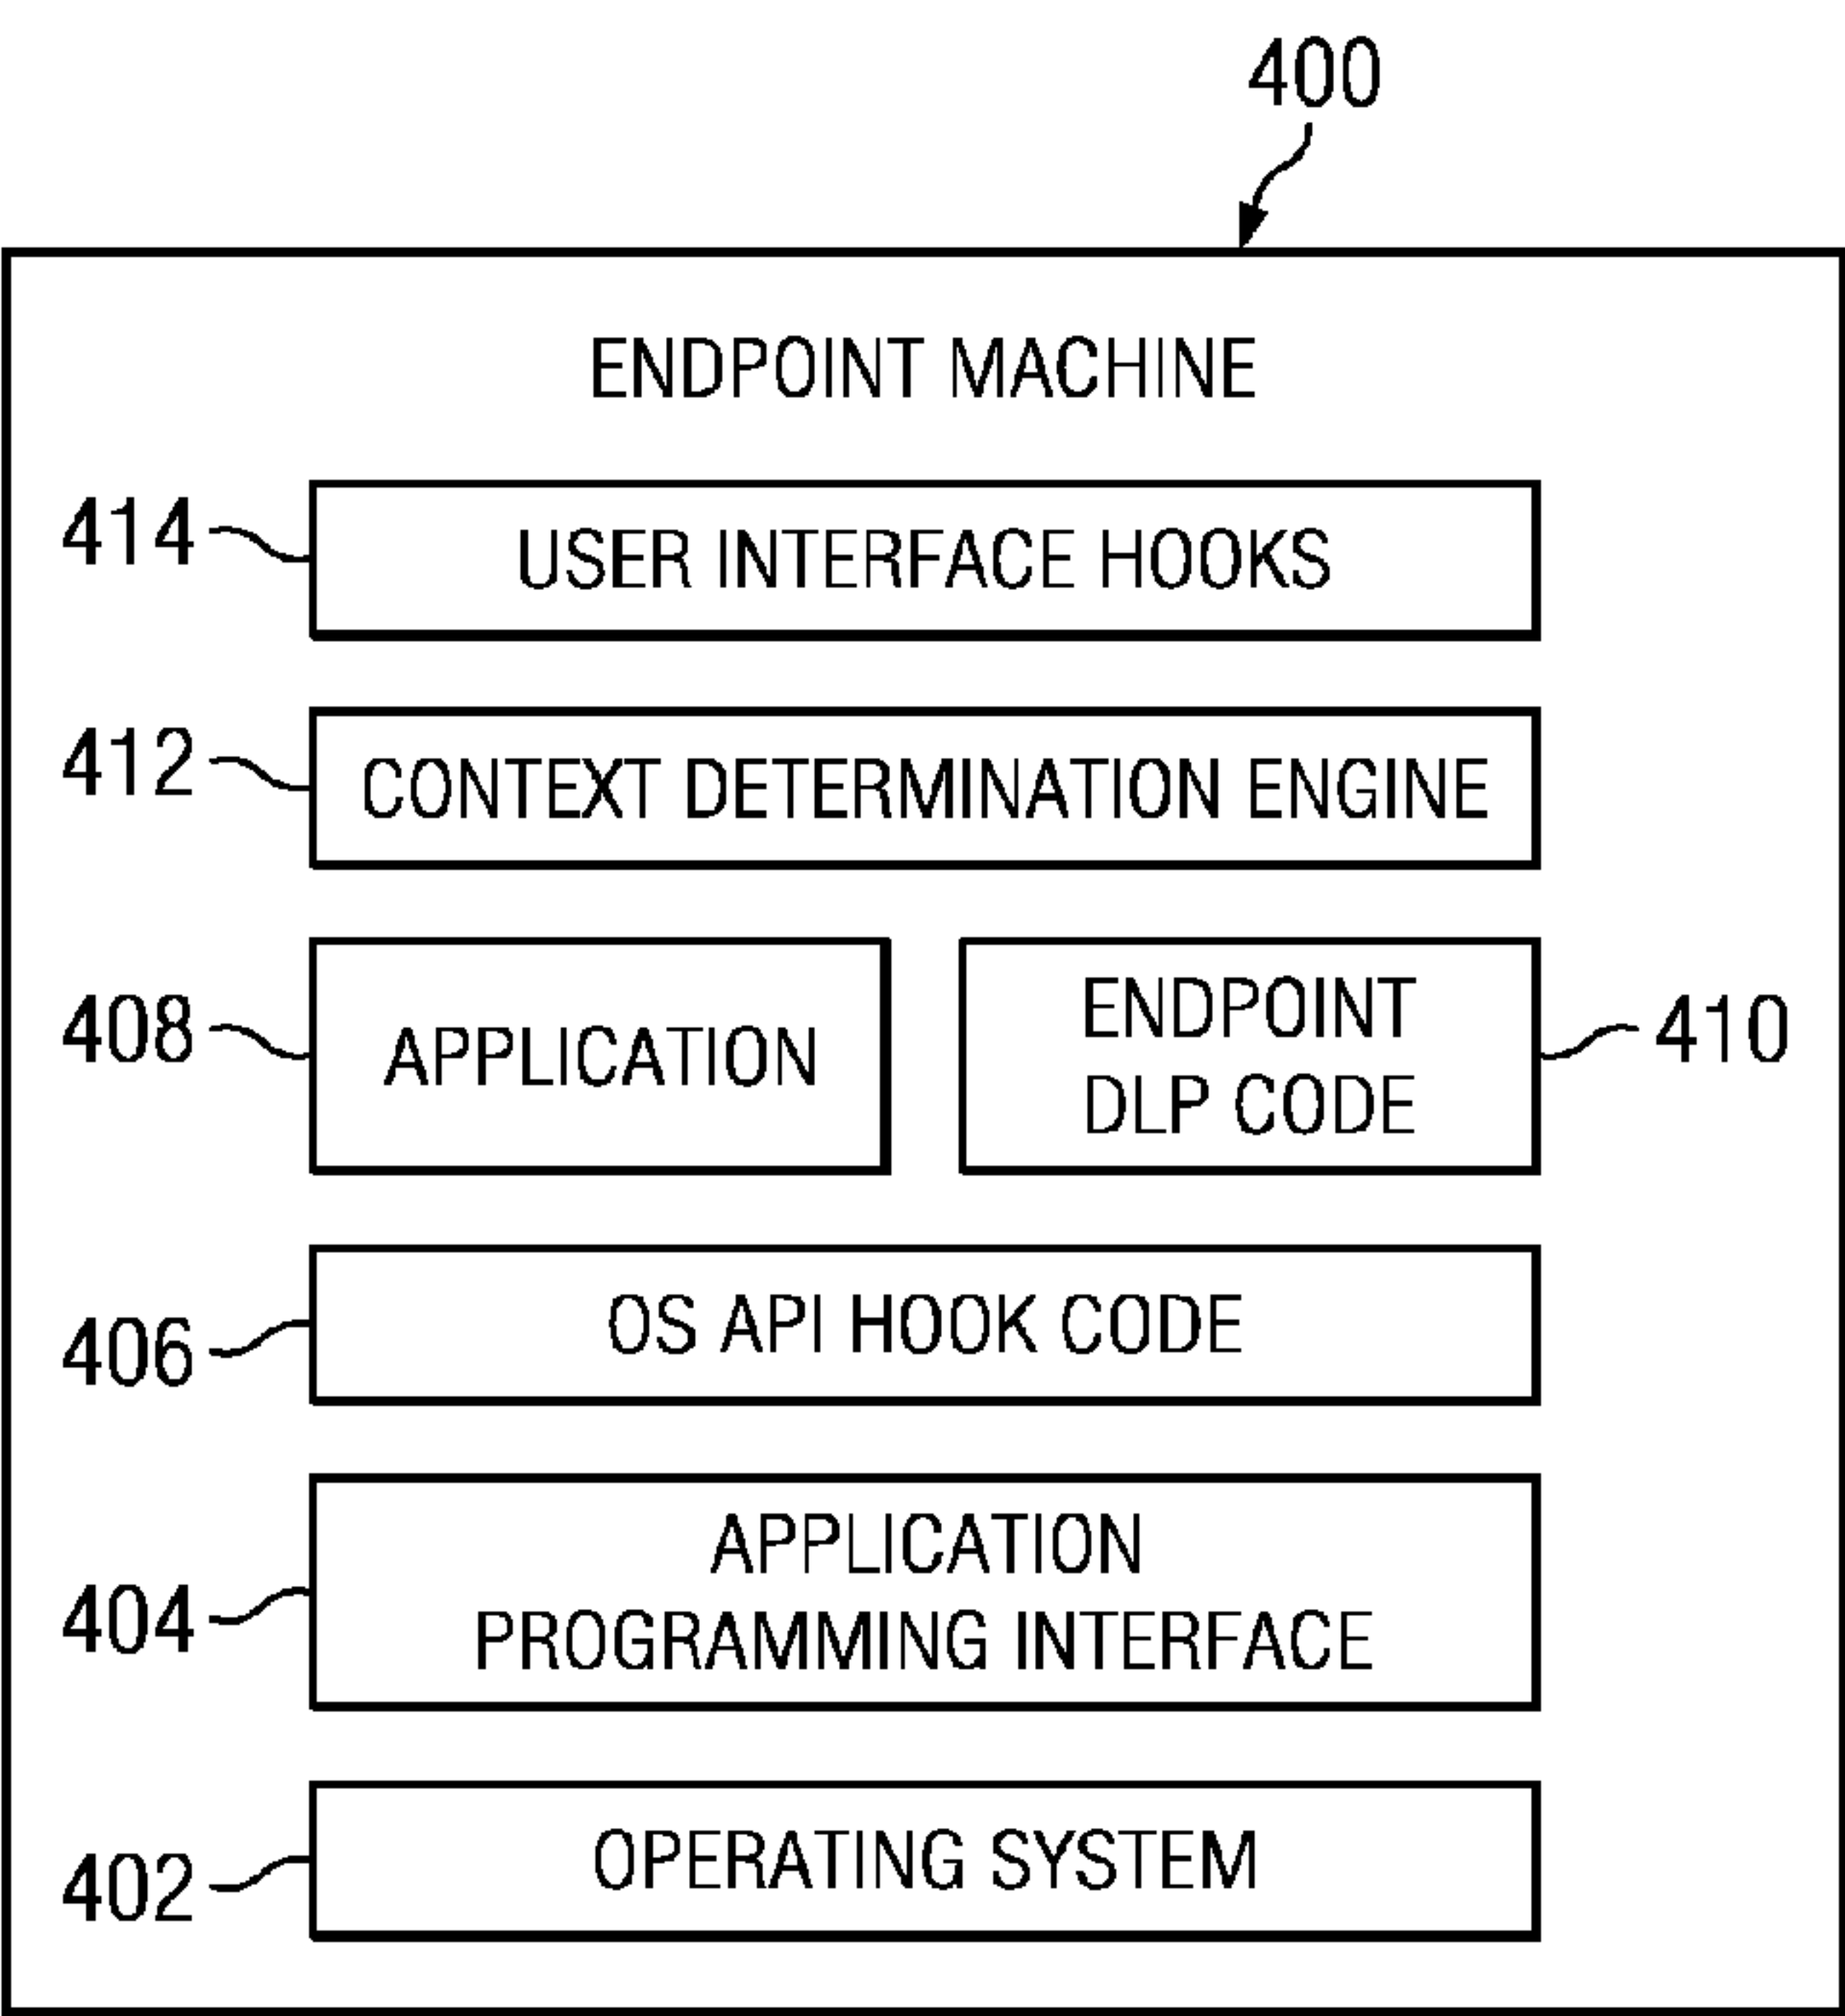 400
ENDPOINT MACHINE
414
USER INTERFACE HOOKS
412
CONTEXT DETERMINATION ENGINE
408
APPLICATION
ENDPOINT
DLP CODE
410
406
OS API HOOK CODE
404
APPLICATION
PROGRAMMING INTERFACE
402
OPERATING SYSTEM